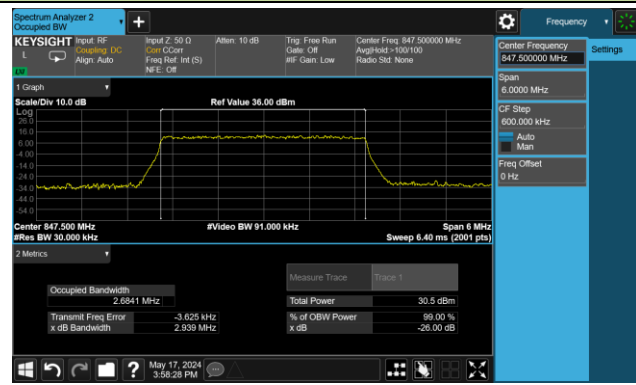 Spectrum Analyzer 2
Occupied BW
Frequency
KEYSIGHT
Input: RF
Coupling: DC
Align: Auto
Input Z: 50 Ω
Corr CCorr
Freq Ref: Int (S)
NFE: Off
Atten: 10 dB
Trig: Free Run
Gate: Off
#IF Gain: Low
Center Freq: 847.500000 MHz
Avg|Hold:>100/100
Radio Std: None
L
Center Frequency
847.500000 MHz
Settings
Span
6.0000 MHz
CF Step
600.000 kHz
Auto
Man
Freq Offset
0 Hz
1 Graph
Scale/Div 10.0 dB
Ref Value 36.00 dBm
Log
26.0
16.0
6.00
-4.00
-14.0
-24.0
-34.0
-44.0
-54.0
Center 847.500 MHz
#Video BW 91.000 kHz
Span 6 MHz
#Res BW 30.000 kHz
Sweep 6.40 ms (2001 pts)
2 Metrics
Measure Trace
Trace 1
Occupied Bandwidth
2.6841 MHz
Total Power
30.5 dBm
Transmit Freq Error
-3.625 kHz
% of OBW Power
99.00 %
x dB Bandwidth
2.939 MHz
x dB
-26.00 dB
May 17, 2024
3:58:28 PM